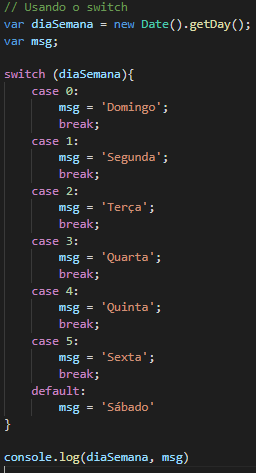 // Usando o switch
var diaSemana = new Date().getDay();
var msg;
switch (diaSemana){
    case 0:
        msg = 'Domingo';
        break;
    case 1:
        msg = 'Segunda';
        break;
    case 2:
        msg = 'Terça';
        break;
    case 3:
        msg = 'Quarta';
        break;
    case 4:
        msg = 'Quinta';
        break;
    case 5:
        msg = 'Sexta';
        break;
    default:
        msg = 'Sábado'
}
console.log(diaSemana, msg)